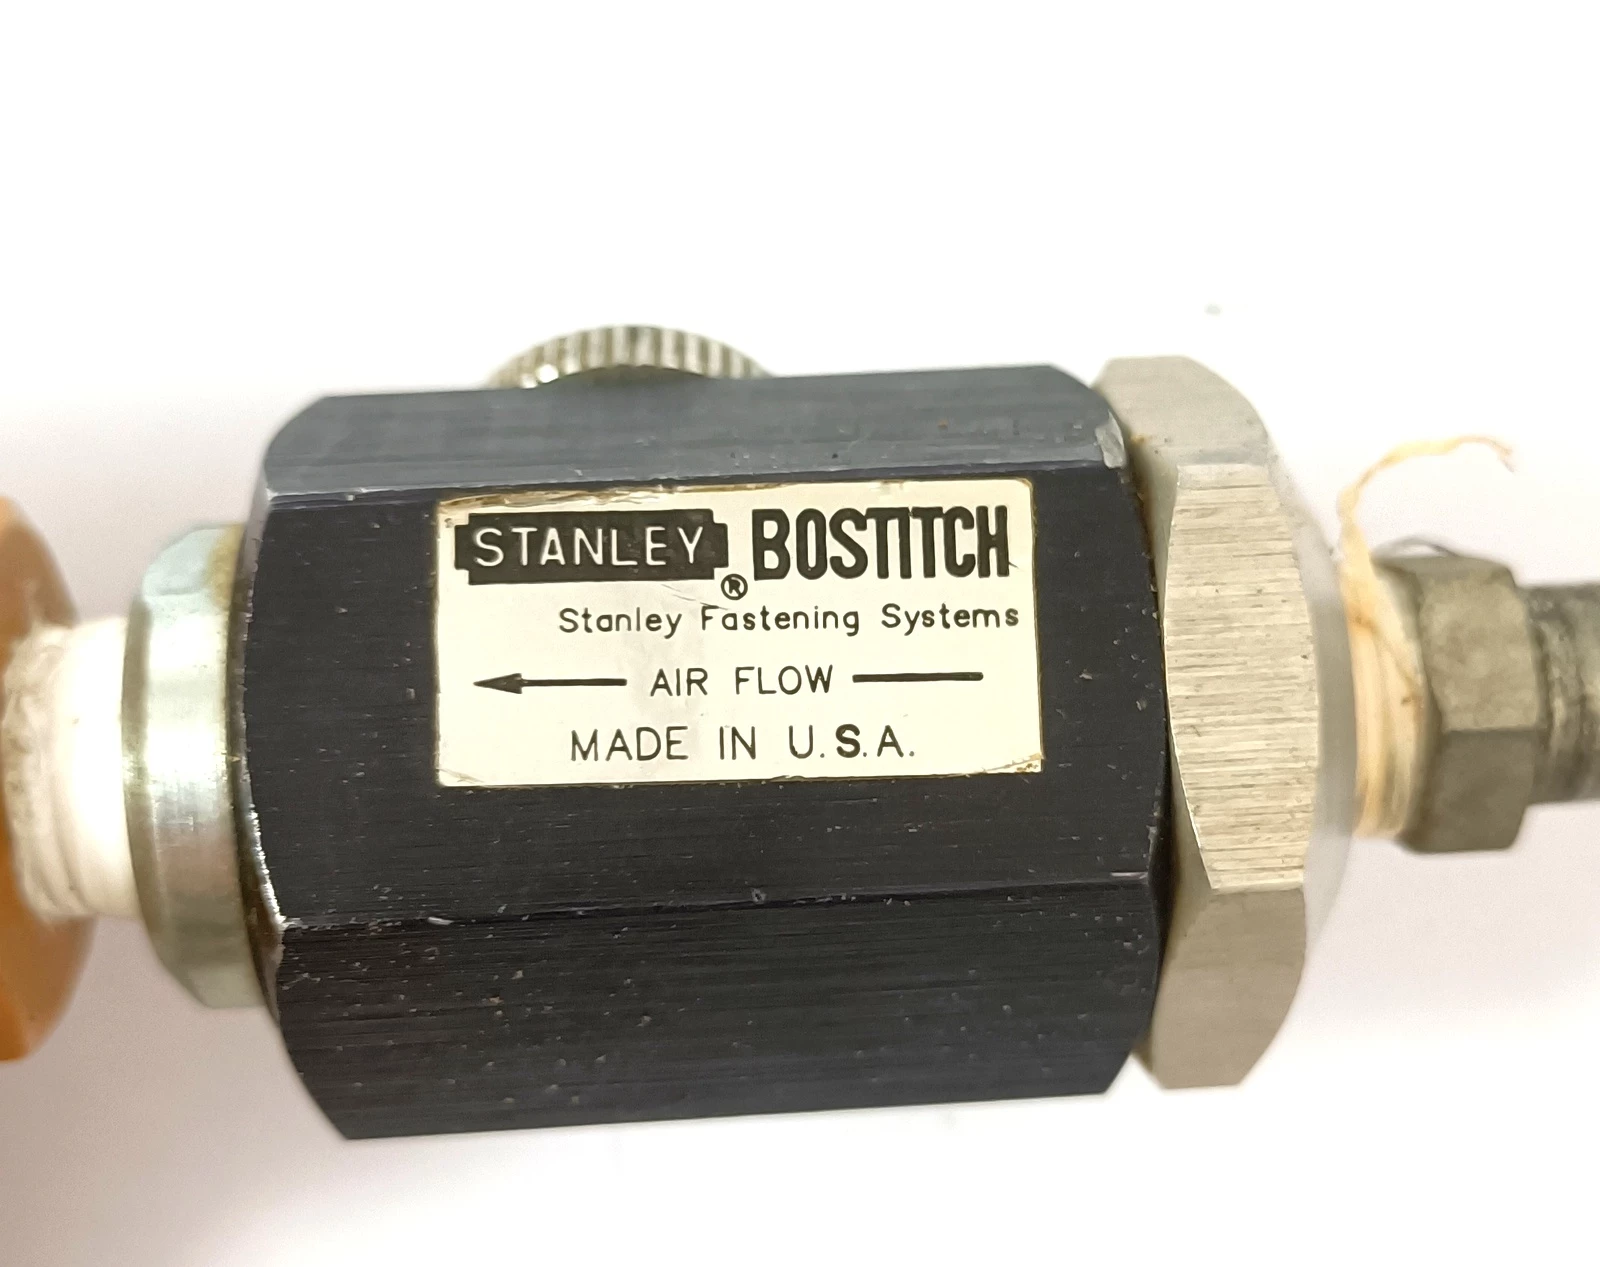 STANLEY® BOSTITCH
Stanley Fastening Systems
AIR FLOW
MADE IN U.S.A.